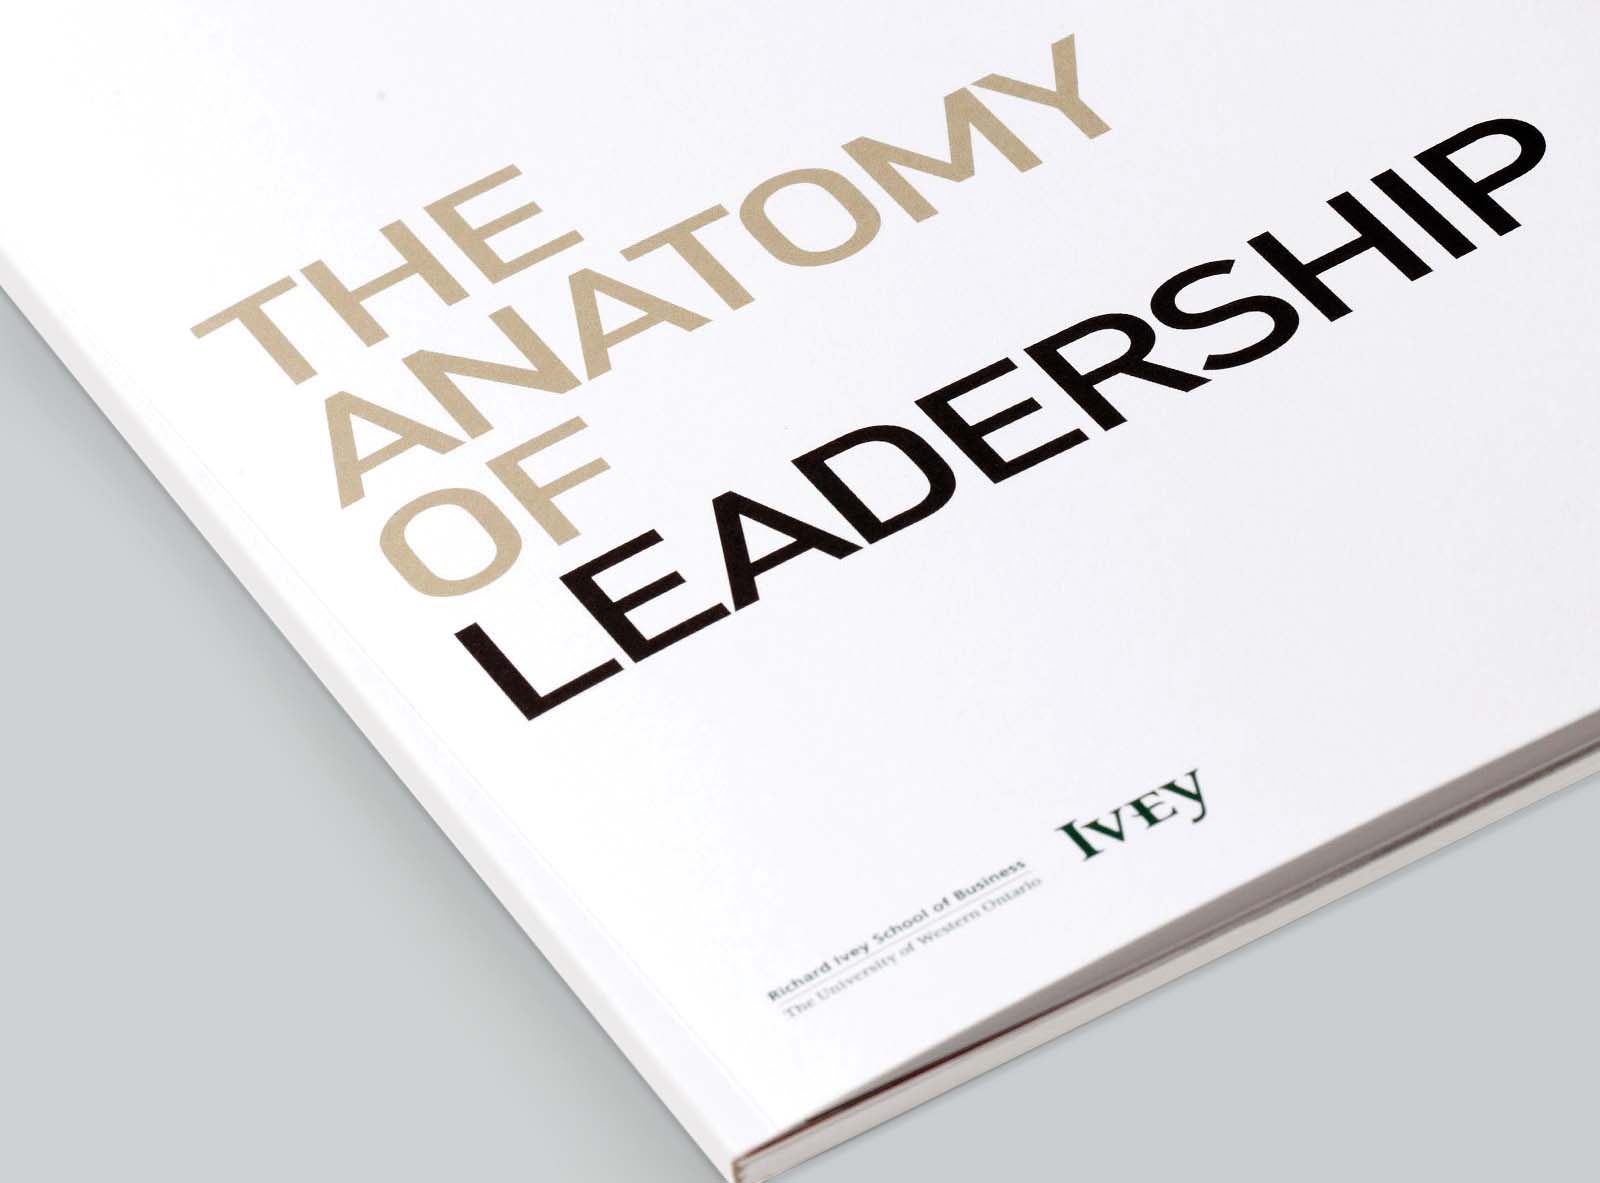 THE
ANATOMY
OF
LEADERSHIP
Richard Ivey School of Business
The University of Western Ontario
IVEY